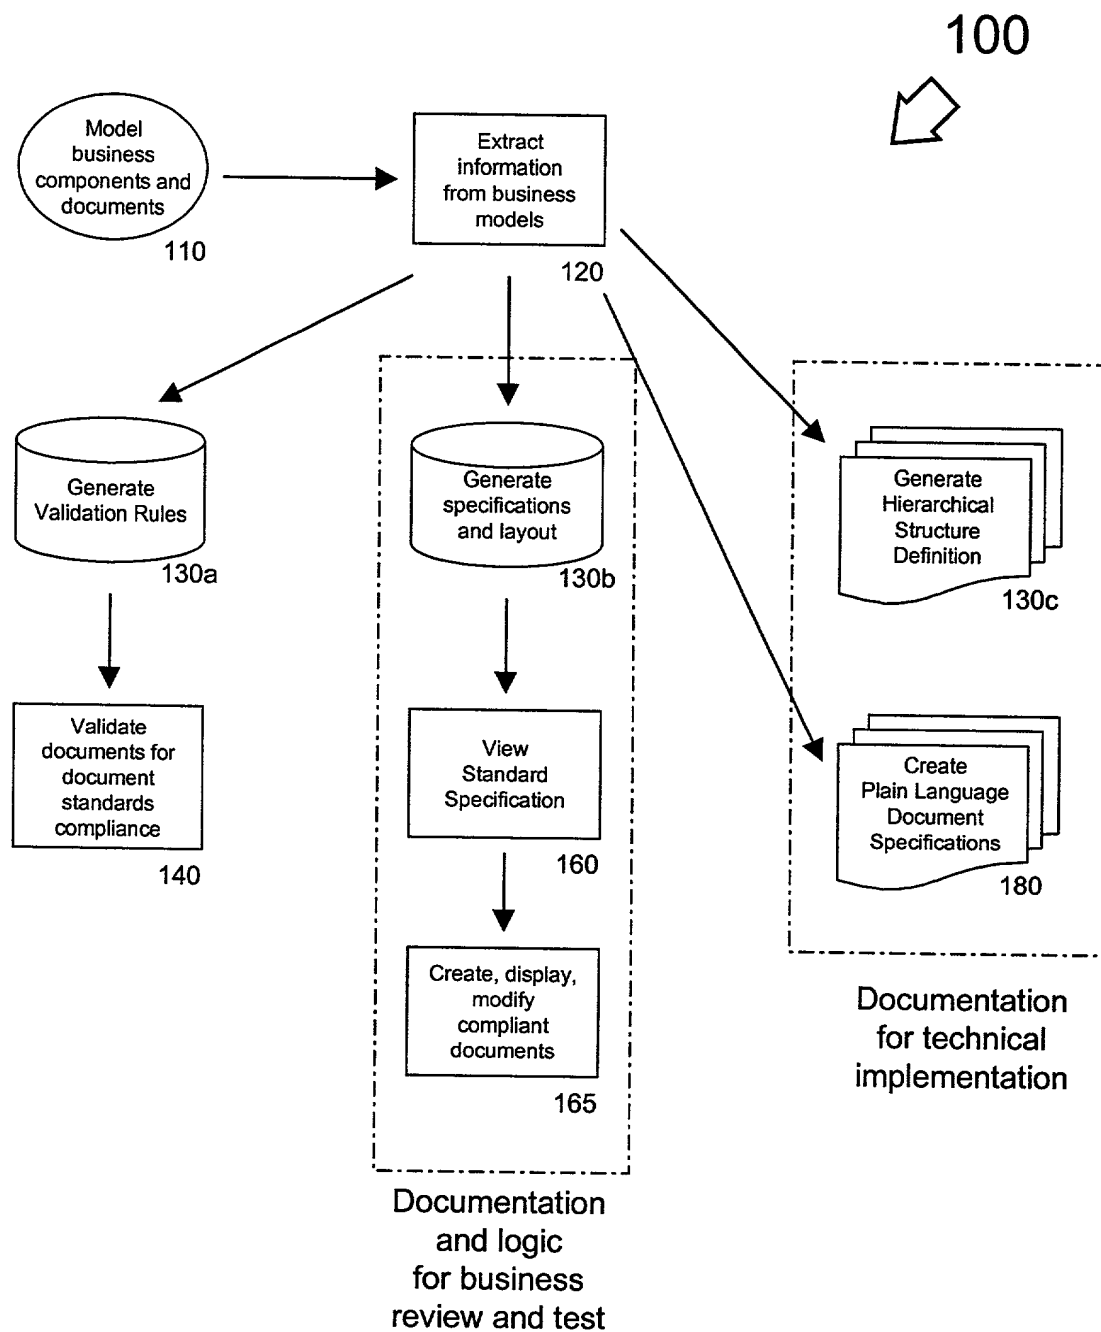 100
Model
business
components and
documents
110
Extract
information
from business
models
120
Generate
Validation Rules
130a
Generate
specifications
and layout
130b
Generate
Hierarchical
Structure
Definition
130c
Validate
documents for
document
standards
compliance
140
View
Standard
Specification
160
Create
Plain Language
Document
Specifications
180
Create, display,
modify
compliant
documents
165
Documentation
for technical
implementation
Documentation
and logic
for business
review and test